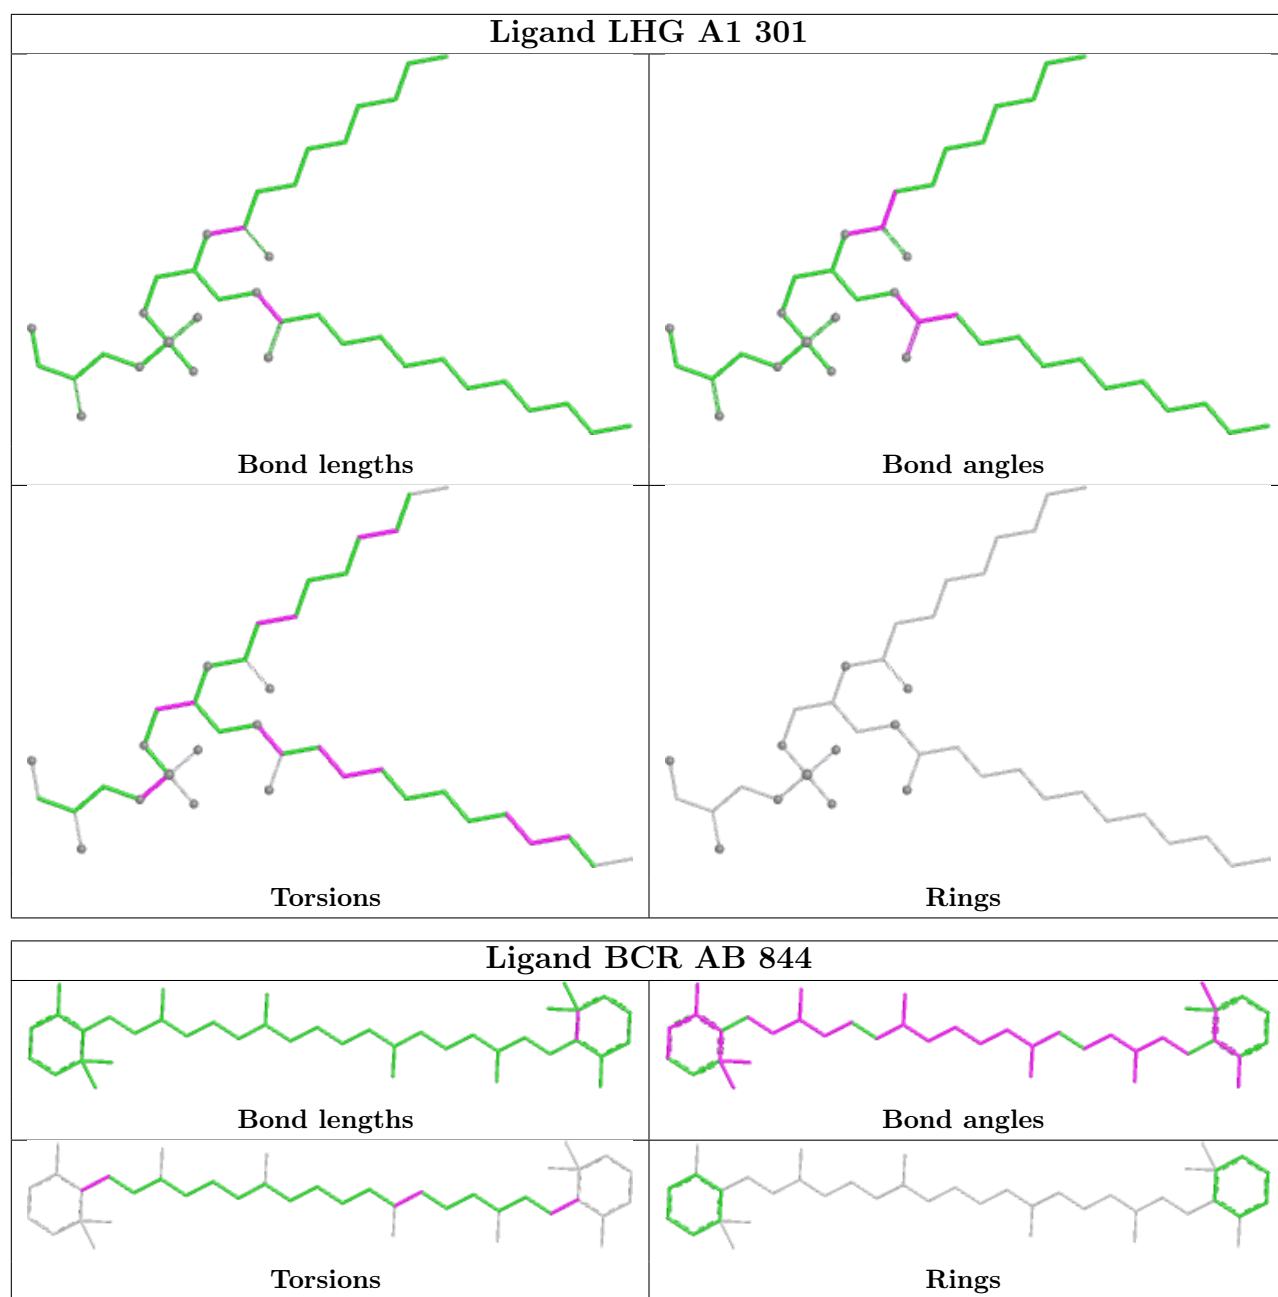 Ligand LHG A1 301
Bond lengths
Bond angles
Torsions
Rings
Ligand BCR AB 844
Bond lengths
Bond angles
Torsions
Rings